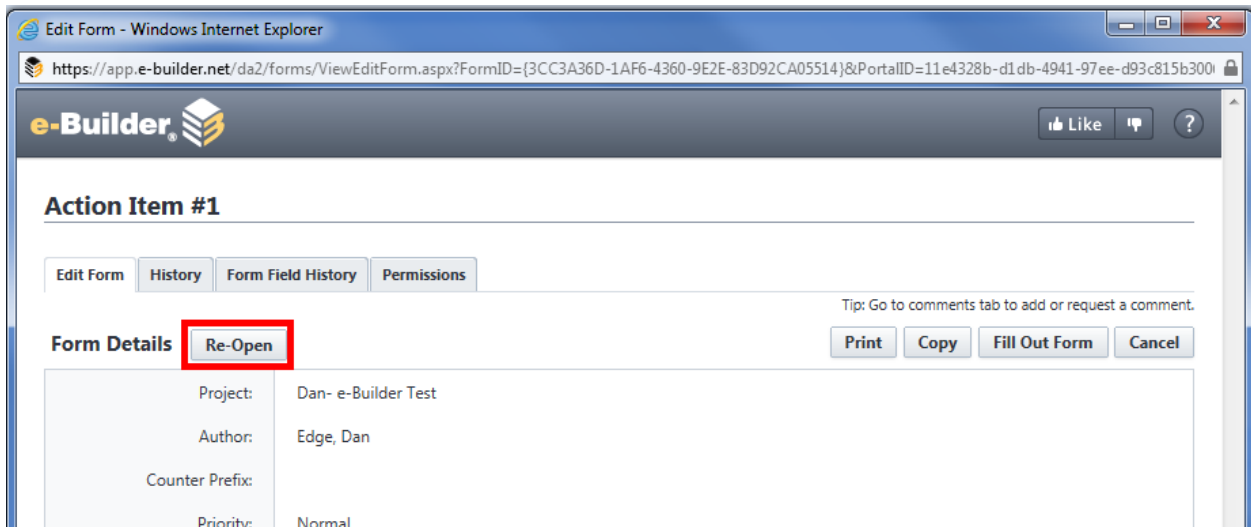 Edit Form - Windows Internet Explorer
https://app.e-builder.net/da2/forms/ViewEditForm.aspx?FormID={3CC3A36D-1AF6-4360-9E2E-83D92CA05514}&PortalID=11e4328b-d1db-4941-97ee-d93c815b300
e-Builder® Like ?
Action Item #1
Edit Form History Form Field History Permissions
Tip: Go to comments tab to add or request a comment.
Form Details Re-Open Print Copy Fill Out Form Cancel
Project: Dan- e-Builder Test
Author: Edge, Dan
Counter Prefix:
Priority: Normal